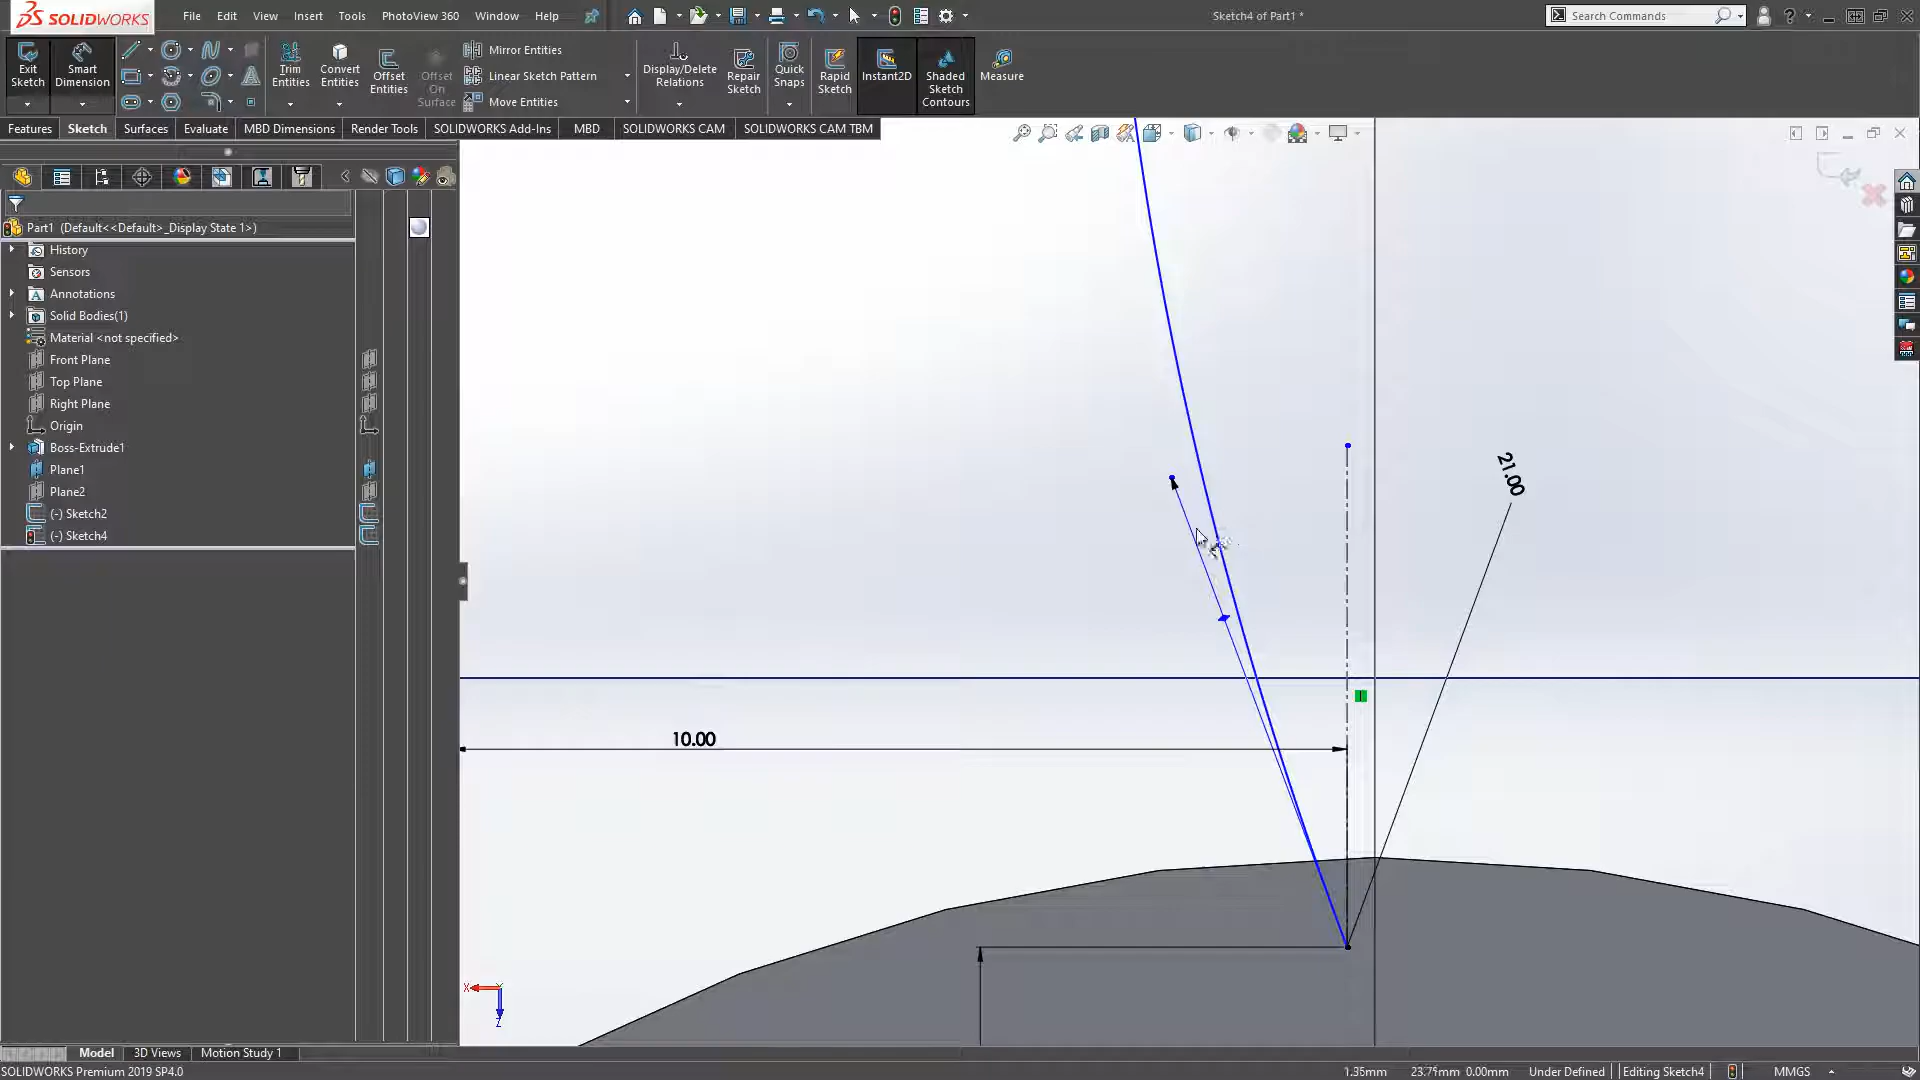 SOLIDWORKS
File Edit View Insert Tools PhotoView 360 Window Help
Sketch4 of Part1 *
Search Commands
Exit Sketch
Smart Dimension
Trim Entities
Convert Entities
Offset Entities
Offset On Surface
Mirror Entities
Linear Sketch Pattern
Move Entities
Display/Delete Relations
Repair Sketch
Quick Snaps
Rapid Sketch
Instant2D
Shaded Sketch Contours
Measure
Features Sketch Surfaces Evaluate MBD Dimensions Render Tools SOLIDWORKS Add-Ins MBD SOLIDWORKS CAM SOLIDWORKS CAM TBM
Part1 (Default<<Default>_Display State 1>)
History
Sensors
Annotations
Solid Bodies(1)
Material <not specified>
Front Plane
Top Plane
Right Plane
Origin
Boss-Extrude1
Plane1
Plane2
(-) Sketch2
(-) Sketch4
21.00
10.00
X
Z
Model 3D Views Motion Study 1
SOLIDWORKS Premium 2019 SP4.0
1.35mm 23.79mm 0.00mm Under Defined Editing Sketch4 MMGS